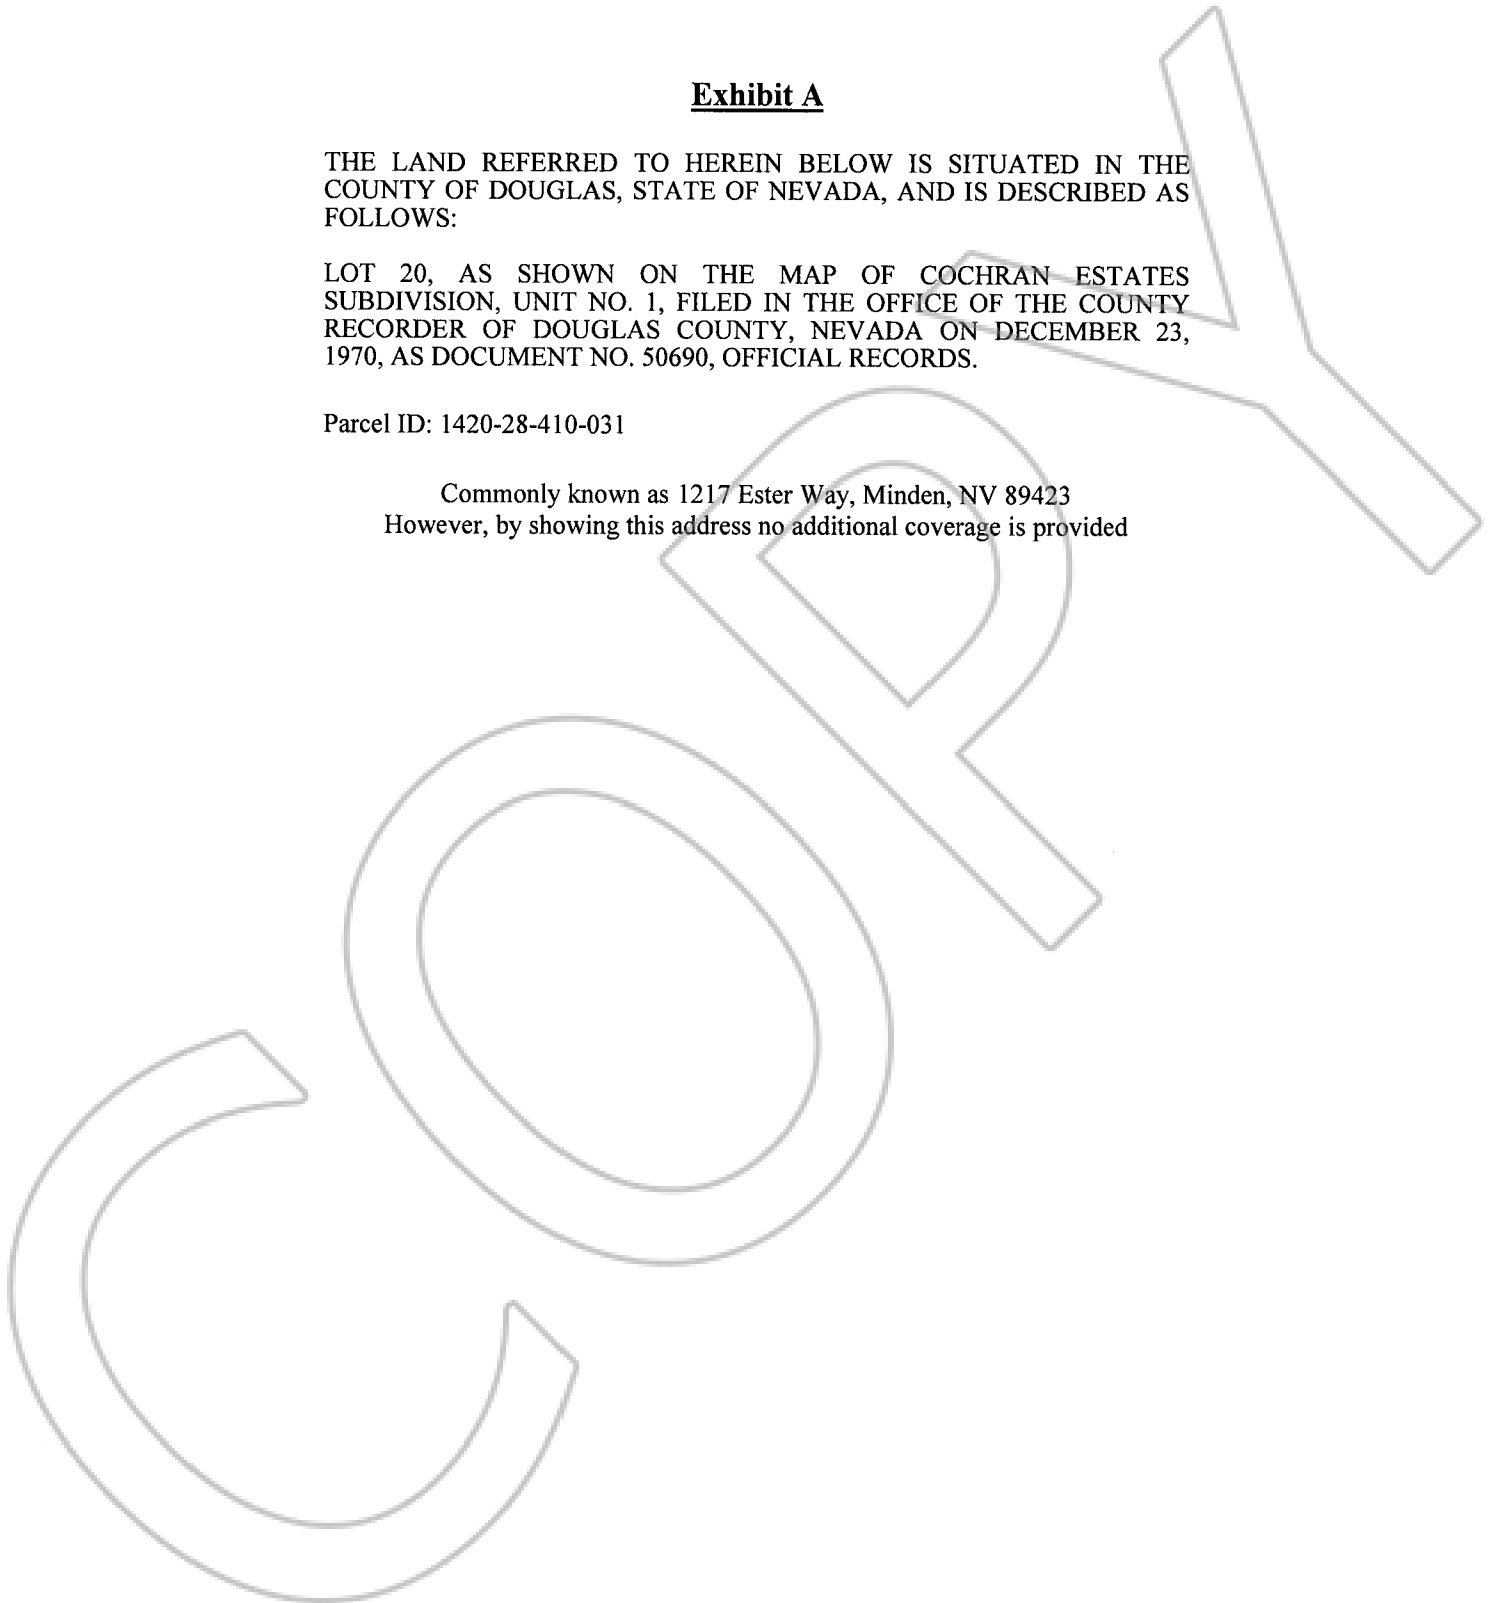 Exhibit A
THE LAND REFERRED TO HEREIN BELOW IS SITUATED IN THE
COUNTY OF DOUGLAS, STATE OF NEVADA, AND IS DESCRIBED AS
FOLLOWS:
LOT 20, AS SHOWN ON THE MAP OF COCHRAN ESTATES
SUBDIVISION, UNIT NO. 1, FILED IN THE OFFICE OF THE COUNTY
RECORDER OF DOUGLAS COUNTY, NEVADA ON DECEMBER 23,
1970, AS DOCUMENT NO. 50690, OFFICIAL RECORDS.
Parcel ID: 1420-28-410-031
Commonly known as 1217 Ester Way, Minden, NV 89423
However, by showing this address no additional coverage is provided
COPY